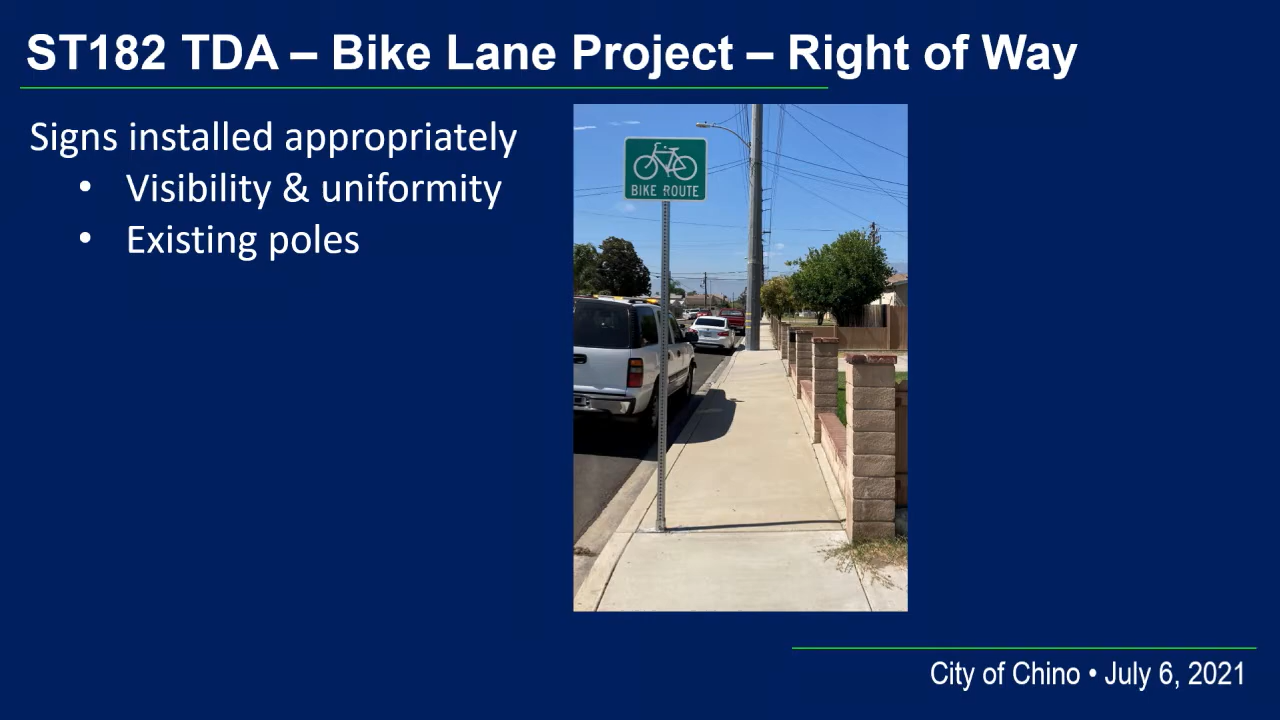 ST182 TDA – Bike Lane Project – Right of Way
Signs installed appropriately
• Visibility & uniformity
• Existing poles
BIKE ROUTE
City of Chino • July 6, 2021